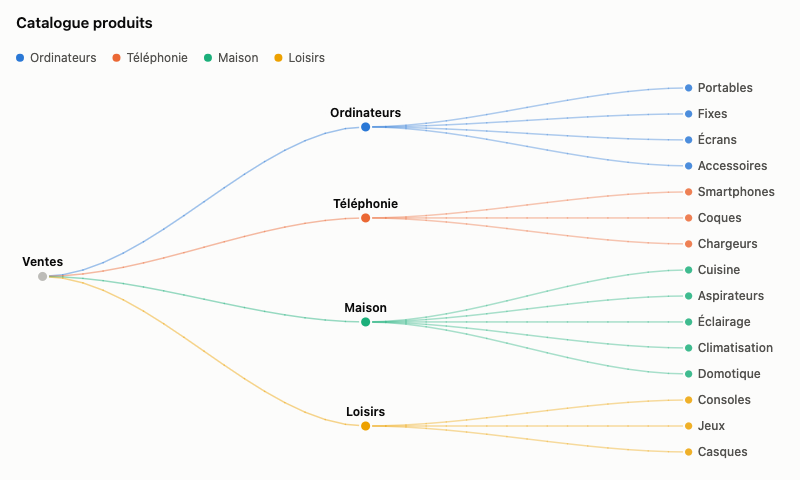 Catalogue produits
Ordinateurs
Téléphonie
Maison
Loisirs
Ventes
Ordinateurs
Téléphonie
Maison
Loisirs
Portables
Fixes
Écrans
Accessoires
Smartphones
Coques
Chargeurs
Cuisine
Aspirateurs
Éclairage
Climatisation
Domotique
Consoles
Jeux
Casques